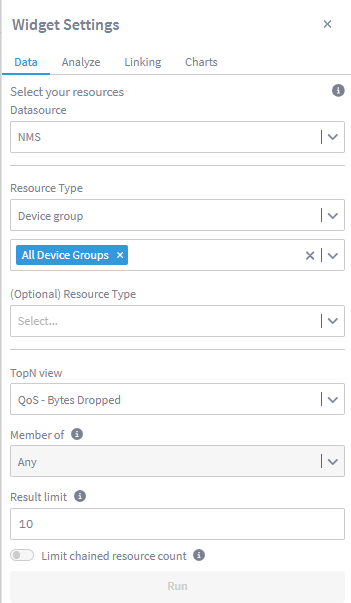 Widget Settings ×
Data Analyze Linking Charts
Select your resources
Datasource
NMS
Resource Type
Device group
All Device Groups ×
(Optional) Resource Type
Select...
TopN view
QoS - Bytes Dropped
Member of
Any
Result limit
10
Limit chained resource count
Run